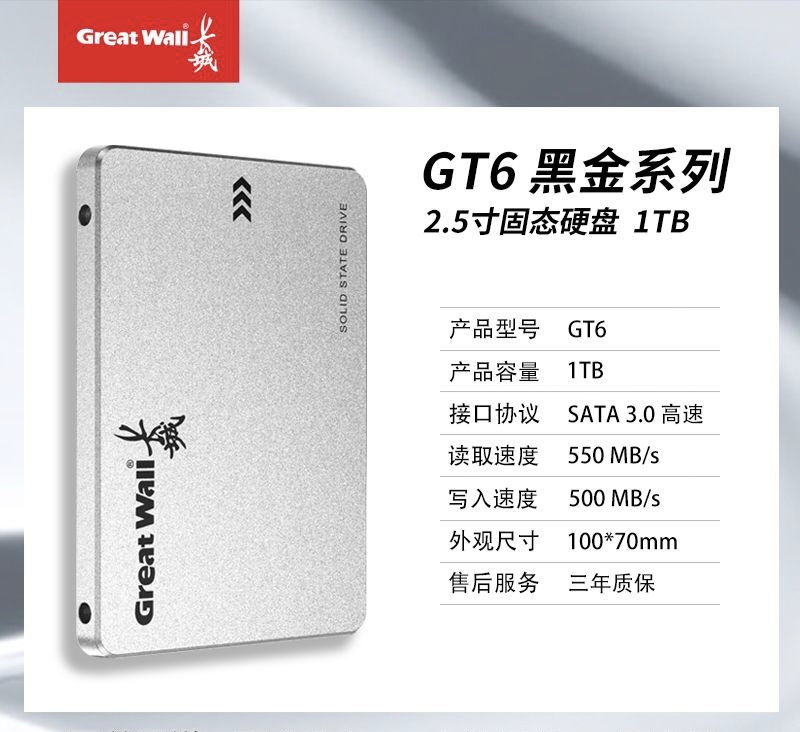 Great Wall® 长城
GT6 黑金系列
2.5寸固态硬盘 1TB
SOLID STATE DRIVE
Great Wall® 长城
产品型号 GT6
产品容量 1TB
接口协议 SATA 3.0 高速
读取速度 550 MB/s
写入速度 500 MB/s
外观尺寸 100*70mm
售后服务 三年质保